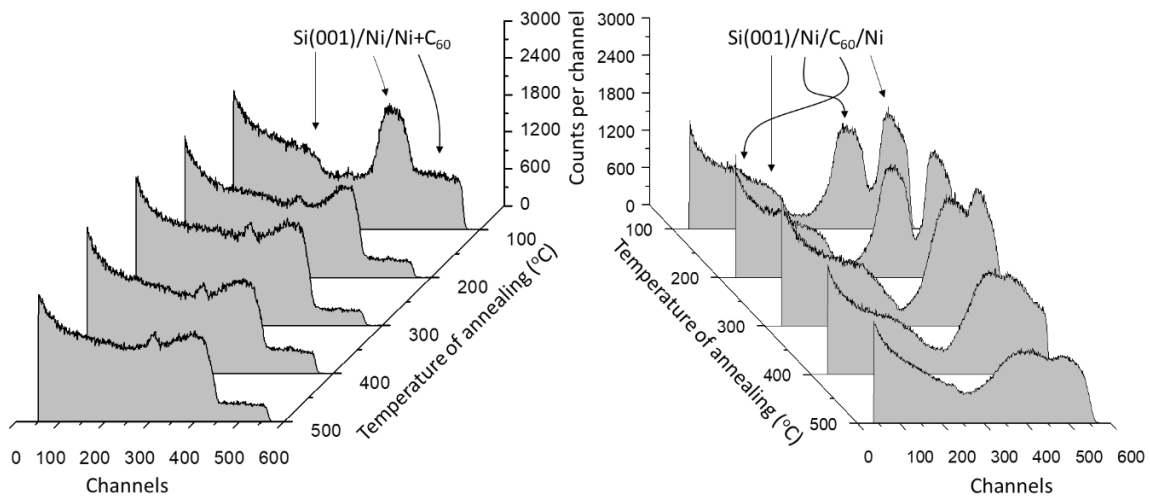 Si(001)/Ni/Ni+C60
3000
2400
1800
1200
600
0
Counts per channel
100
200
300
400
500
Temperature of annealing (°C)
0 100 200 300 400 500 600
Channels
Si(001)/Ni/C60/Ni
3000
2400
1800
1200
600
0
100
200
300
400
500
Temperature of annealing (°C)
0 100 200 300 400 500 600
Channels